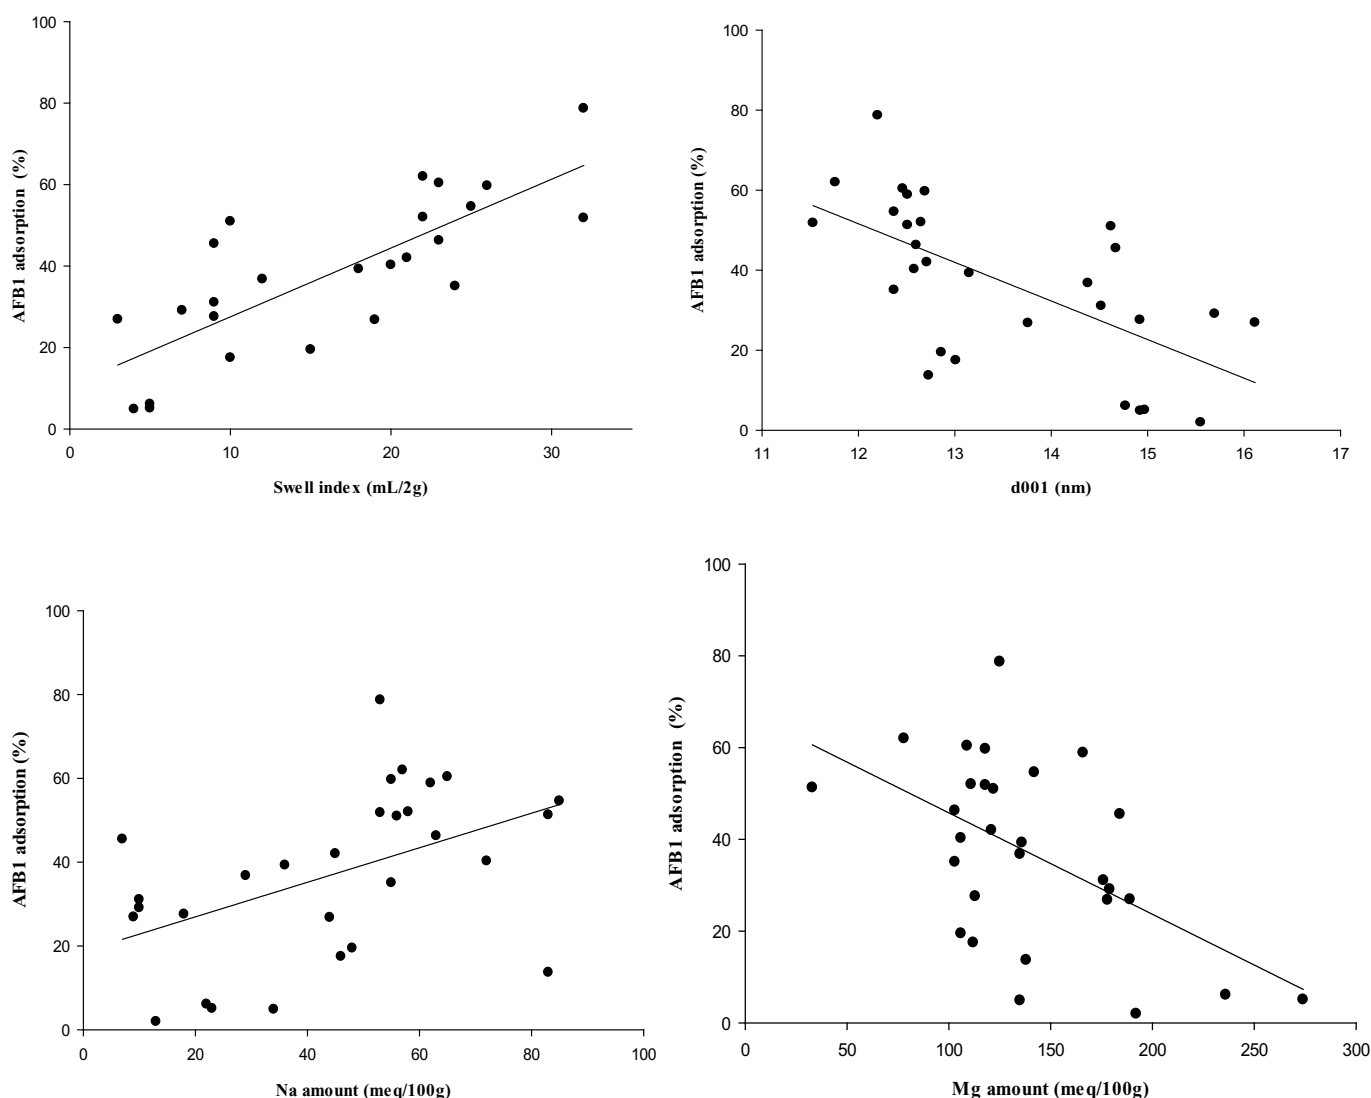 100
80
60
40
20
0
AFB1 adsorption (%)
0 10 20 30
Swell index (mL/2g)
100
80
60
40
20
0
AFB1 adsorption (%)
11 12 13 14 15 16 17
d001 (nm)
100
80
60
40
20
0
AFB1 adsorption (%)
0 20 40 60 80 100
Na amount (meq/100g)
100
80
60
40
20
0
AFB1 adsorption (%)
0 50 100 150 200 250 300
Mg amount (meq/100g)